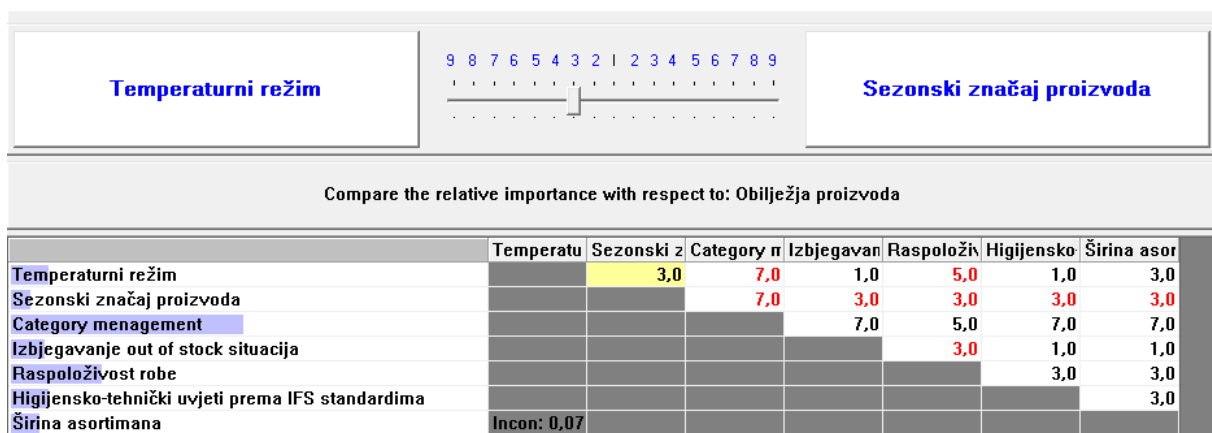 9 8 7 6 5 4 3 2 1 2 3 4 5 6 7 8 9
Temperaturni režim
Sezonski značaj proizvoda
Compare the relative importance with respect to: Obilježja proizvoda
Temperatu Sezonski z Category m Izbjegavan Raspoloživ Higijensko- Širina asor
Temperaturni režim 3,0 7,0 1,0 5,0 1,0 3,0
Sezonski značaj proizvoda 7,0 3,0 3,0 3,0 3,0
Category menagement 7,0 5,0 7,0 7,0
Izbjegavanje out of stock situacija 3,0 1,0 1,0
Raspoloživost robe 3,0 3,0
Higijensko-tehnički uvjeti prema IFS standardima 3,0
Širina asortimana Incon: 0,07